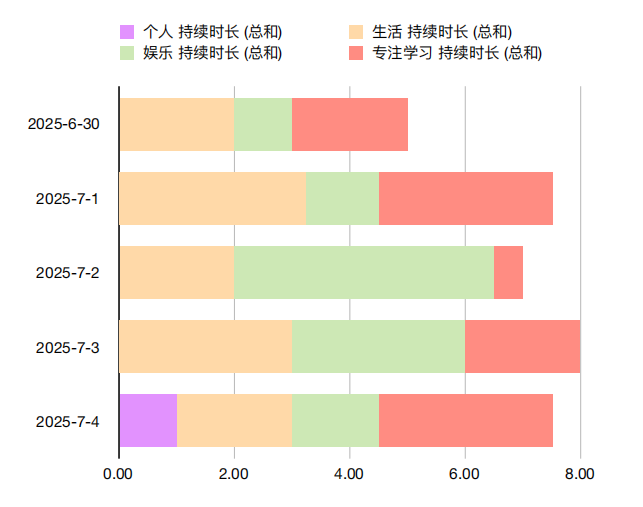 个人 持续时长 (总和) 生活 持续时长 (总和)
娱乐 持续时长 (总和) 专注学习 持续时长 (总和)
2025-6-30
2025-7-1
2025-7-2
2025-7-3
2025-7-4
0.00 2.00 4.00 6.00 8.00